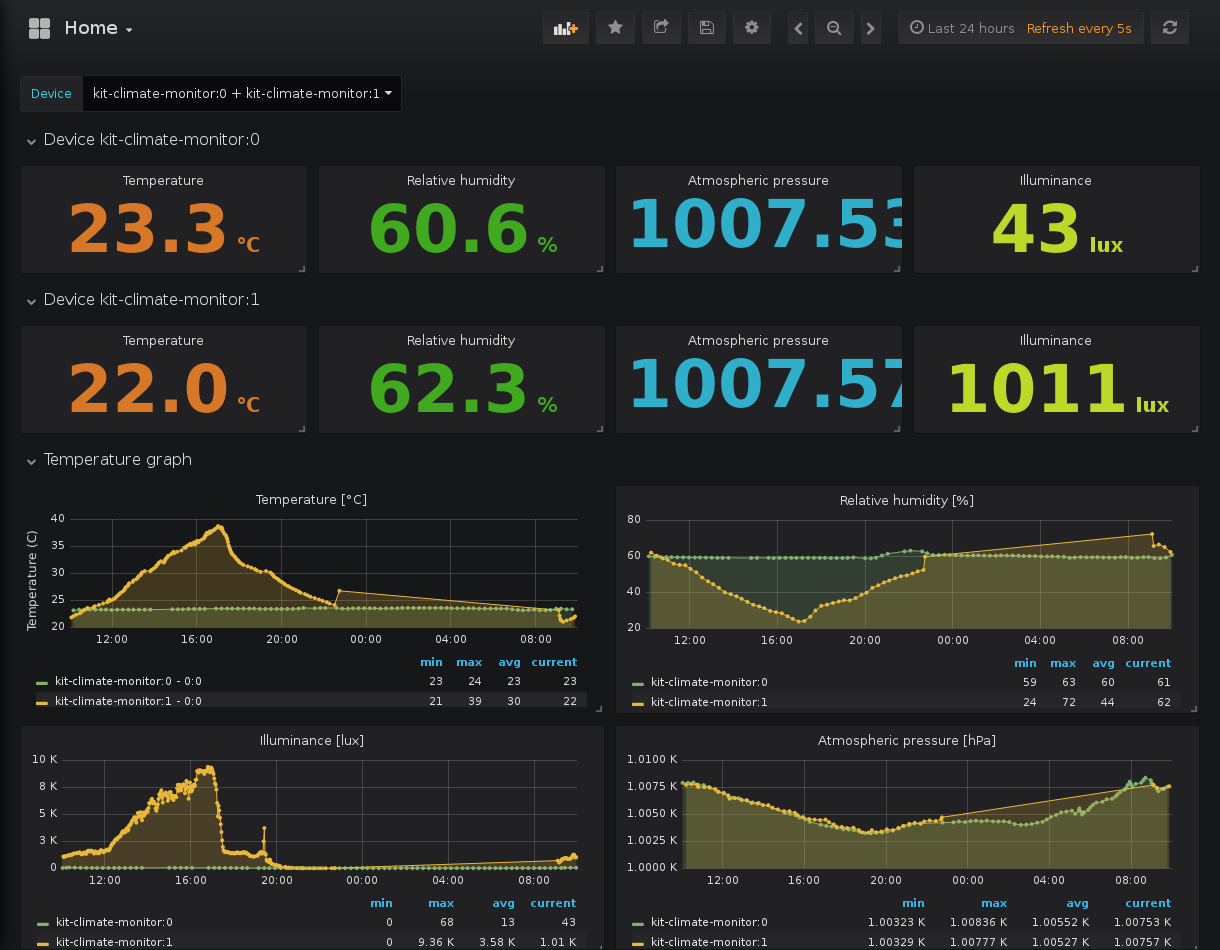 Home
Last 24 hours Refresh every 5s
Device kit-climate-monitor:0 + kit-climate-monitor:1
Device kit-climate-monitor:0
Temperature Relative humidity Atmospheric pressure Illuminance
23.3 °C 60.6 % 1007.53 43 lux
Device kit-climate-monitor:1
Temperature Relative humidity Atmospheric pressure Illuminance
22.0 °C 62.3 % 1007.57 1011 lux
Temperature graph
Temperature [°C]
Temperature (C)
40
35
30
25
20
12:00 16:00 20:00 00:00 04:00 08:00
min max avg current
kit-climate-monitor:0 - 0:0 23 24 23 23
kit-climate-monitor:1 - 0:0 21 39 30 22
Relative humidity [%]
80
60
40
20
12:00 16:00 20:00 00:00 04:00 08:00
min max avg current
kit-climate-monitor:0 59 63 60 61
kit-climate-monitor:1 24 72 44 62
Illuminance [lux]
10 K
8 K
5 K
3 K
0
12:00 16:00 20:00 00:00 04:00 08:00
min max avg current
kit-climate-monitor:0 0 68 13 43
kit-climate-monitor:1 0 9.36 K 3.58 K 1.01 K
Atmospheric pressure [hPa]
1.0100 K
1.0075 K
1.0050 K
1.0025 K
1.0000 K
12:00 16:00 20:00 00:00 04:00 08:00
min max avg current
kit-climate-monitor:0 1.00323 K 1.00836 K 1.00552 K 1.00753 K
kit-climate-monitor:1 1.00329 K 1.00777 K 1.00527 K 1.00757 K